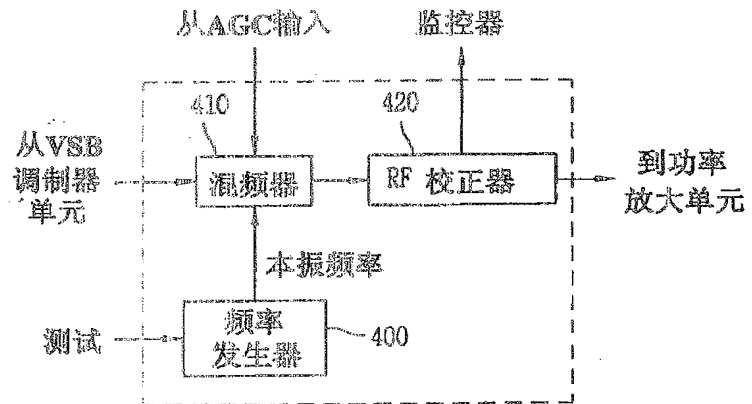 从AGC输入
监控器
410
420
从VSB
调制器
单元
混频器
RF 校正器
到功率
放大单元
本振频率
测试
频率
发生器
400